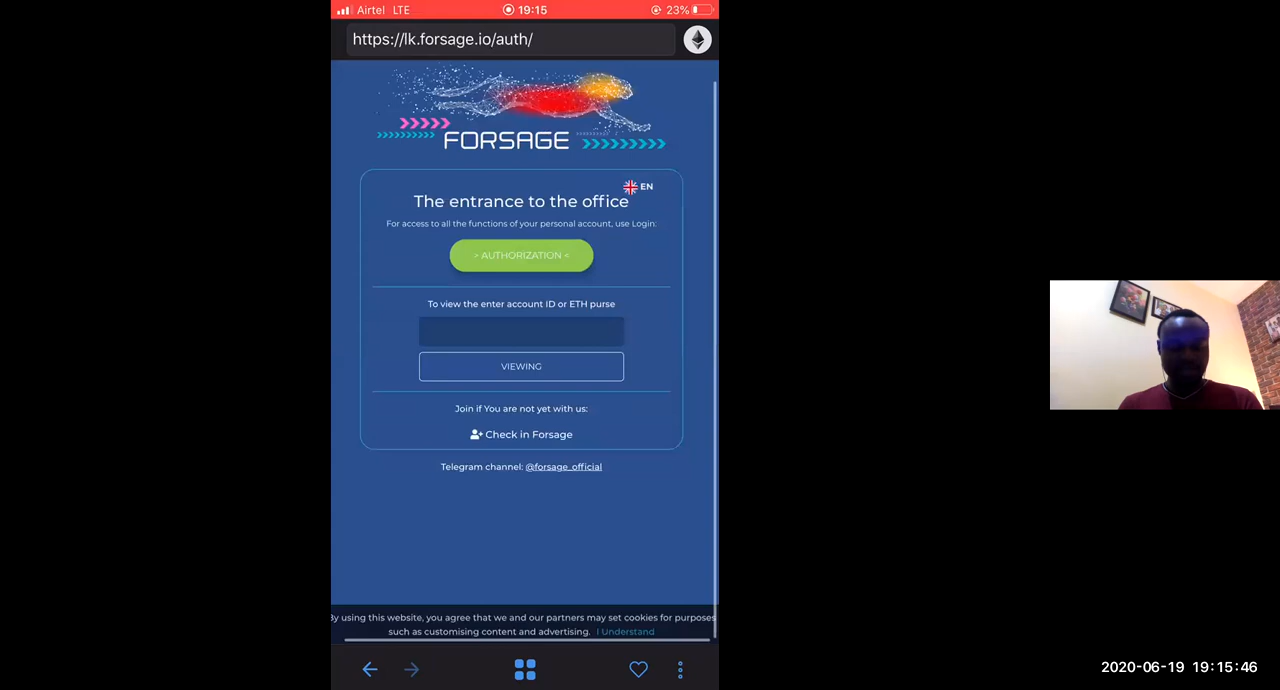 Airtel LTE 19:15 23%
https://lk.forsage.io/auth/
FORSAGE
EN
The entrance to the office
For access to all the functions of your personal account, use Login:
> AUTHORIZATION <
To view the enter account ID or ETH purse
VIEWING
Join if You are not yet with us:
Check in Forsage
Telegram channel: @forsage_official
By using this website, you agree that we and our partners may set cookies for purposes
such as customising content and advertising. I Understand
2020-06-19 19:15:46